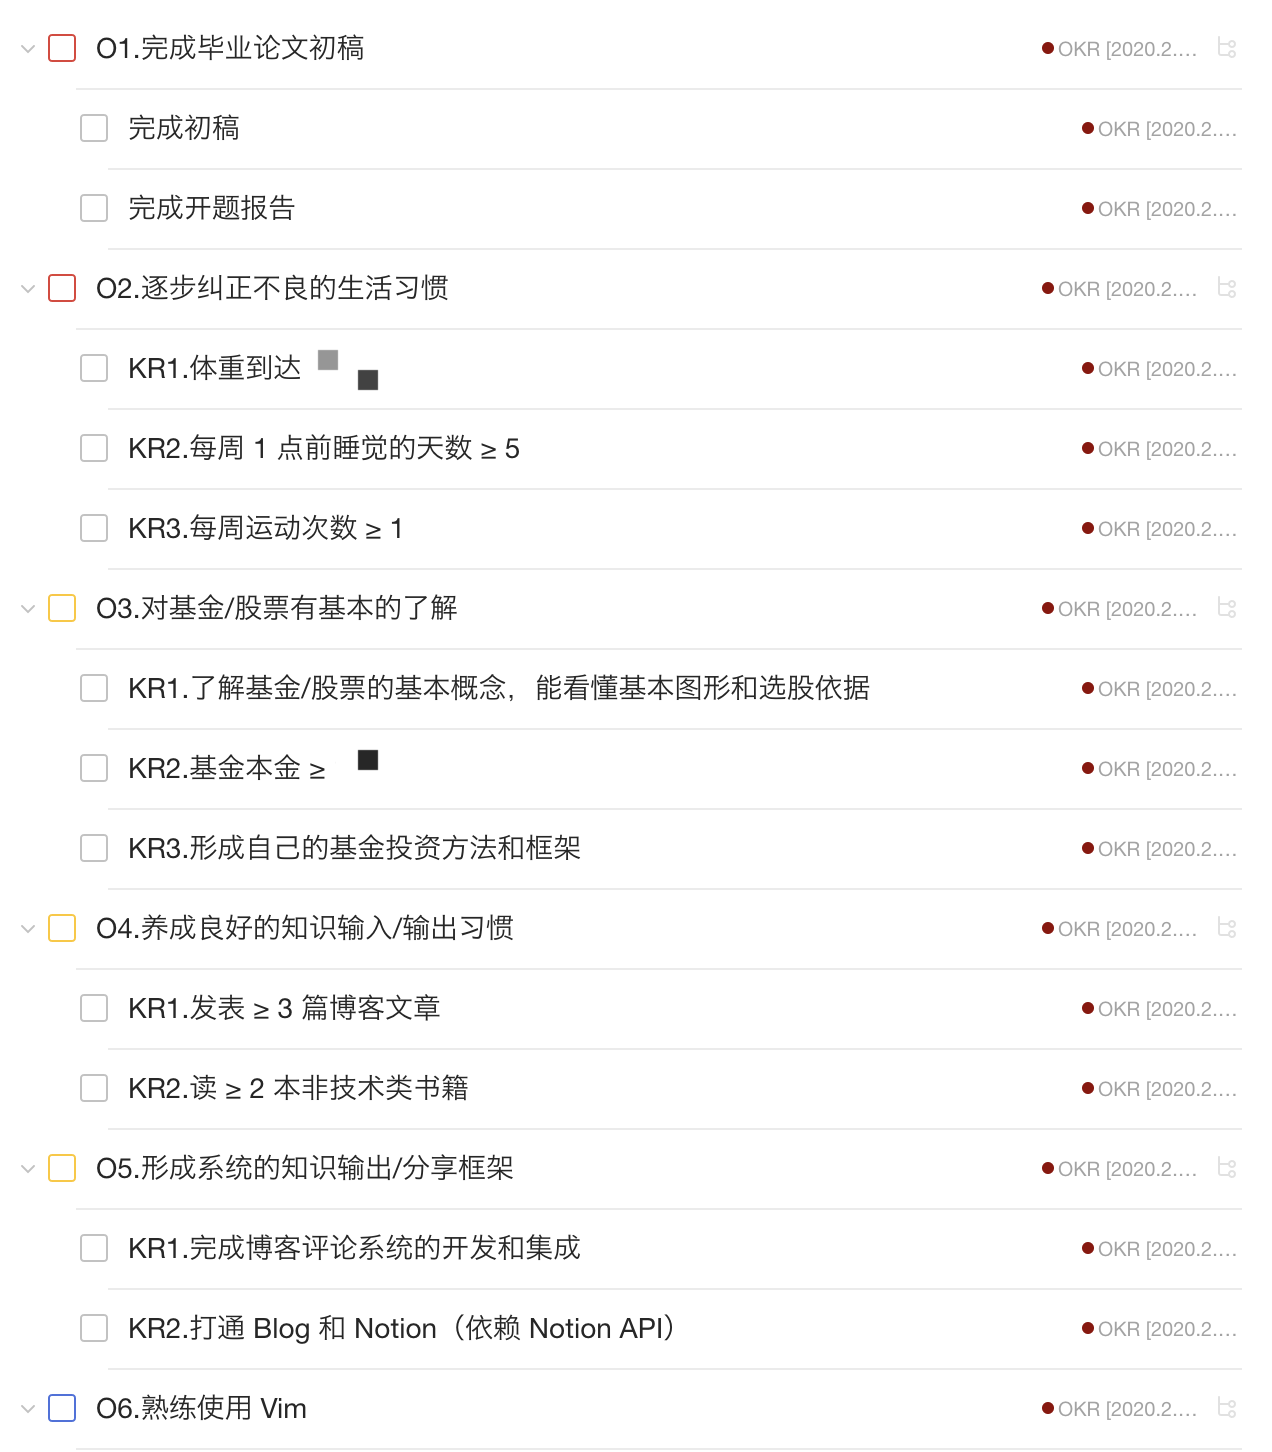 O1.完成毕业论文初稿 OKR [2020.2....
完成初稿 OKR [2020.2....
完成开题报告 OKR [2020.2....
O2.逐步纠正不良的生活习惯 OKR [2020.2....
KR1.体重到达 OKR [2020.2....
KR2.每周 1 点前睡觉的天数 ≥ 5 OKR [2020.2....
KR3.每周运动次数 ≥ 1 OKR [2020.2....
O3.对基金/股票有基本的了解 OKR [2020.2....
KR1.了解基金/股票的基本概念，能看懂基本图形和选股依据 OKR [2020.2....
KR2.基金本金 ≥ OKR [2020.2....
KR3.形成自己的基金投资方法和框架 OKR [2020.2....
O4.养成良好的知识输入/输出习惯 OKR [2020.2....
KR1.发表 ≥ 3 篇博客文章 OKR [2020.2....
KR2.读 ≥ 2 本非技术类书籍 OKR [2020.2....
O5.形成系统的知识输出/分享框架 OKR [2020.2....
KR1.完成博客评论系统的开发和集成 OKR [2020.2....
KR2.打通 Blog 和 Notion（依赖 Notion API） OKR [2020.2....
O6.熟练使用 Vim OKR [2020.2....